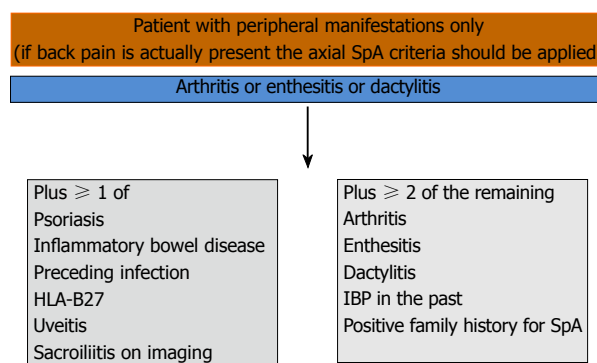 Patient with peripheral manifestations only
(if back pain is actually present the axial SpA criteria should be applied
Arthritis or enthesitis or dactylitis
Plus ⩾ 1 of
Psoriasis
Inflammatory bowel disease
Preceding infection
HLA-B27
Uveitis
Sacroiliitis on imaging
Plus ⩾ 2 of the remaining
Arthritis
Enthesitis
Dactylitis
IBP in the past
Positive family history for SpA